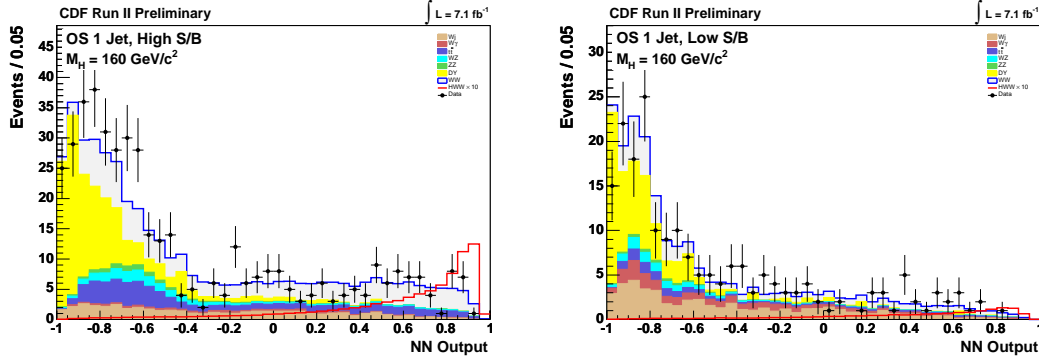 CDF Run II Preliminary
∫ L = 7.1 fb⁻¹
OS 1 Jet, High S/B
M_H = 160 GeV/c²
Wj
Wγ
tt̄
WZ
ZZ
DY
WW
HWW × 10
Data
Events / 0.05
45
40
35
30
25
20
15
10
5
0
-1 -0.8 -0.6 -0.4 -0.2 0 0.2 0.4 0.6 0.8 1
NN Output
CDF Run II Preliminary
∫ L = 7.1 fb⁻¹
OS 1 Jet, Low S/B
M_H = 160 GeV/c²
Wj
Wγ
tt̄
WZ
ZZ
DY
WW
HWW × 10
Data
Events / 0.05
30
25
20
15
10
5
0
-1 -0.8 -0.6 -0.4 -0.2 0 0.2 0.4 0.6 0.8 1
NN Output